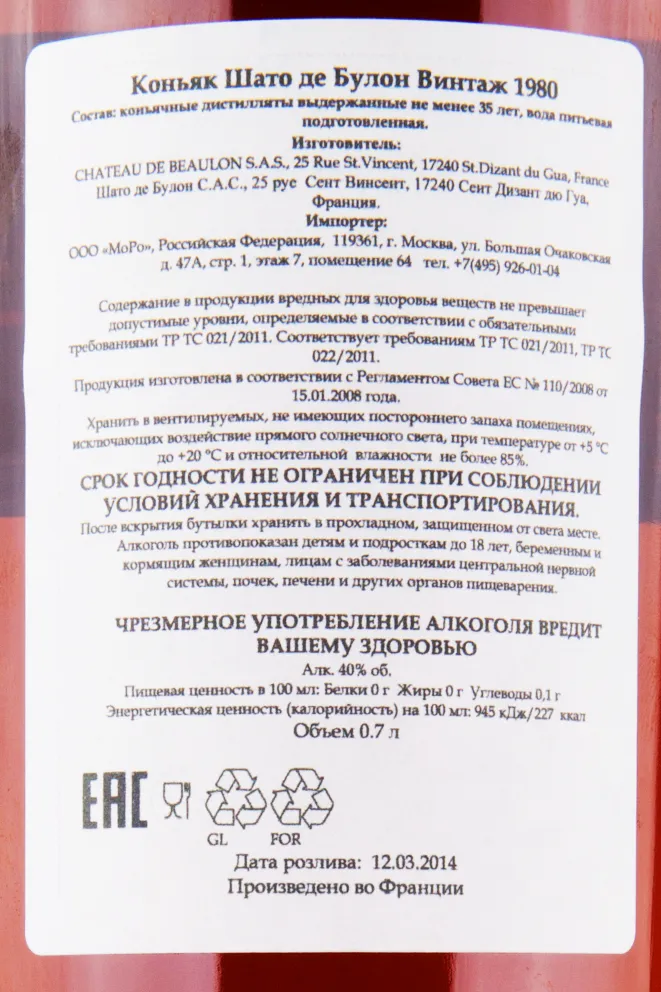 Коньяк Шато де Булон Винтаж 1980
Состав: коньячные дистилляты выдержанные не менее 35 лет, вода питьевая
подготовленная.
Изготовитель:
CHATEAU DE BEAULON S.A.S., 25 Rue St.Vincent, 17240 St.Dizant du Gua, France
Шато де Булон С.А.С., 25 рус Сент Винсент, 17240 Сент Дизант дю Гуа,
Франция.
Импортер:
ООО «МоРо», Российская Федерация, 119361, г. Москва, ул. Большая Очаковская
д. 47А, стр. 1, этаж 7, помещение 64 тел. +7(495) 926-01-04
Содержание в продукции вредных для здоровья веществ не превышает
допустимые уровни, определяемые в соответствии с обязательными
требованиями ТР ТС 021/2011. Соответствует требованиям ТР ТС 021/2011, ТР ТС
022/2011.
Продукция изготовлена в соответствии с Регламентом Совета ЕС № 110/2008 от
15.01.2008 года.
Хранить в вентилируемых, не имеющих постороннего запаха помещениях,
исключающих воздействие прямого солнечного света, при температуре от +5 °С
до +20 °С и относительной влажности не более 85%.
СРОК ГОДНОСТИ НЕ ОГРАНИЧЕН ПРИ СОБЛЮДЕНИИ
УСЛОВИЙ ХРАНЕНИЯ И ТРАНСПОРТИРОВАНИЯ.
После вскрытия бутылки хранить в прохладном, защищенном от света месте.
Алкоголь противопоказан детям и подросткам до 18 лет, беременным и
кормящим женщинам, лицам с заболеваниями центральной нервной
системы, почек, печени и других органов пищеварения.
ЧРЕЗМЕРНОЕ УПОТРЕБЛЕНИЕ АЛКОГОЛЯ ВРЕДИТ
ВАШЕМУ ЗДОРОВЬЮ
Алк. 40% об.
Пищевая ценность в 100 мл: Белки 0 г Жиры 0 г Углеводы 0,1 г
Энергетическая ценность (калорийность) на 100 мл: 945 кДж/227 ккал
Объем 0.7 л
EAC
GL FOR
Дата розлива: 12.03.2014
Произведено во Франции